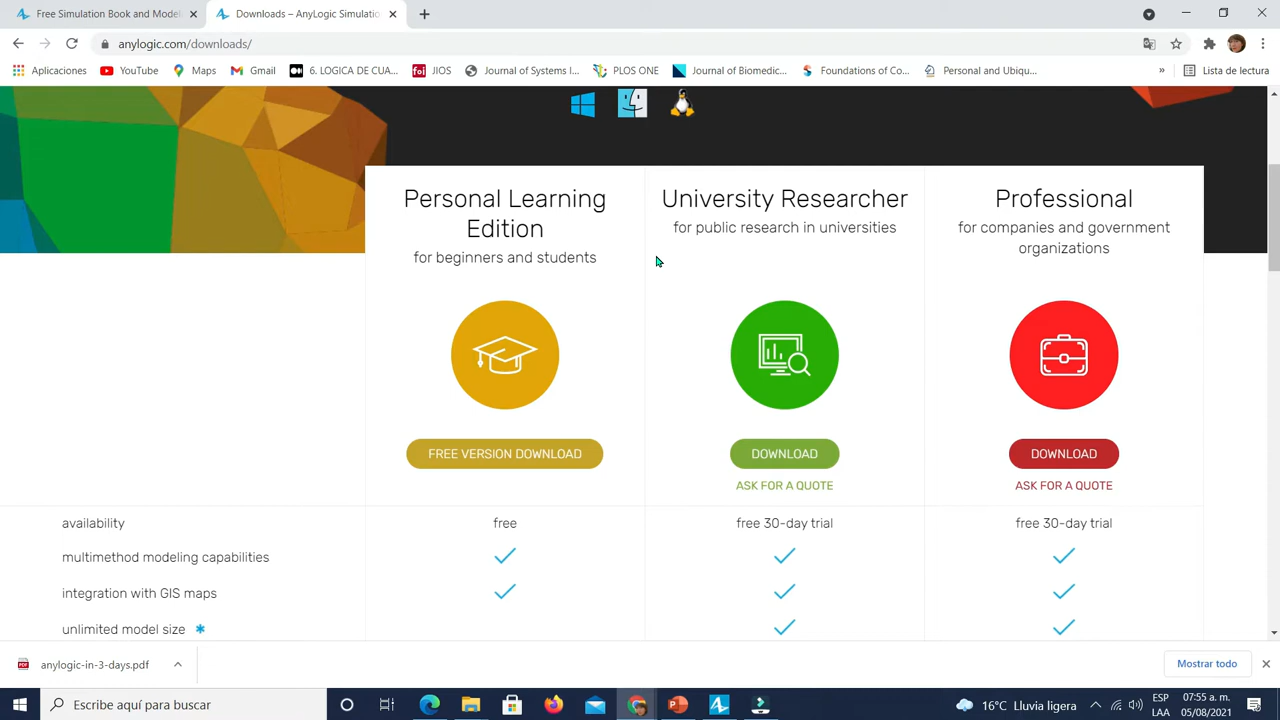 Free Simulation Book and Model
Downloads – AnyLogic Simulatio
anylogic.com/downloads/
Aplicaciones
YouTube
Maps
Gmail
6. LOGICA DE CUA...
JIOS
Journal of Systems I...
PLOS ONE
Journal of Biomedic...
Foundations of Co...
Personal and Ubiqu...
»
Lista de lectura
Personal Learning
Edition
for beginners and students
FREE VERSION DOWNLOAD
University Researcher
for public research in universities
DOWNLOAD
ASK FOR A QUOTE
Professional
for companies and government
organizations
DOWNLOAD
ASK FOR A QUOTE
availability free free 30-day trial free 30-day trial
multimethod modeling capabilities
integration with GIS maps
unlimited model size *
anylogic-in-3-days.pdf
Mostrar todo
Escribe aquí para buscar
16°C Lluvia ligera
ESP
LAA
07:55 a. m.
05/08/2021